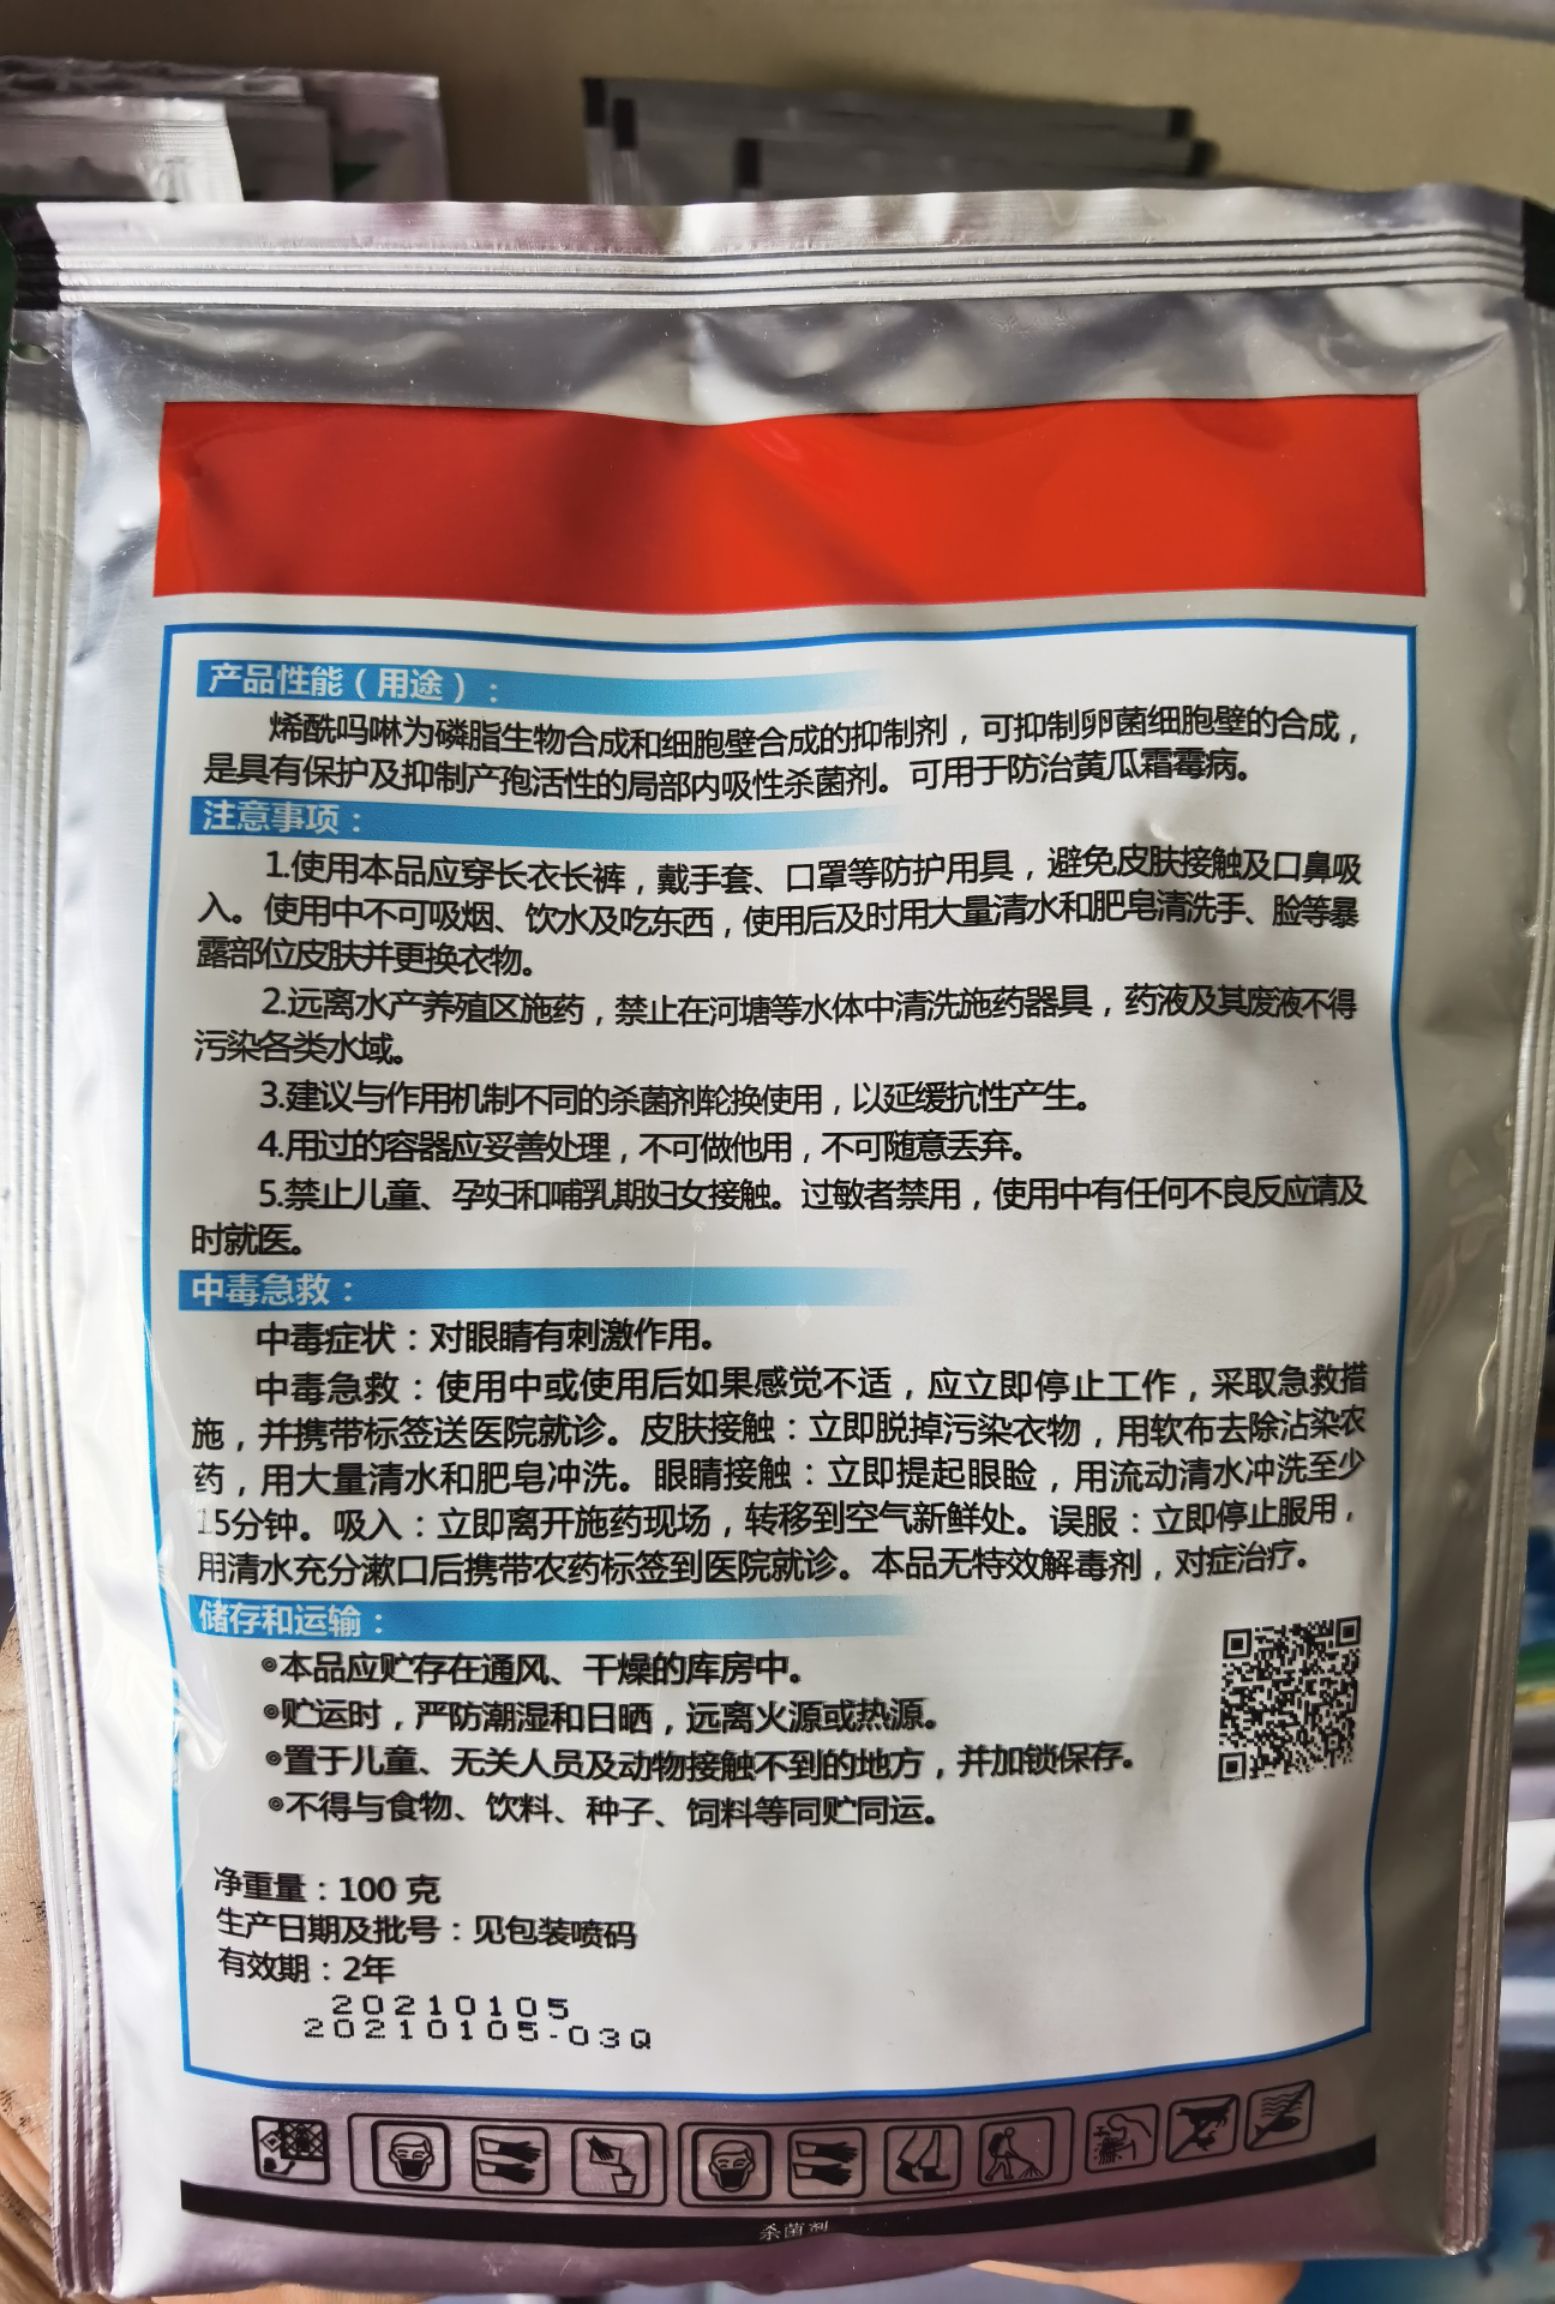 产品性能（用途）：
烯酰吗啉为磷脂生物合成和细胞壁合成的抑制剂，可抑制卵菌细胞壁的合成，
是具有保护及抑制产孢活性的局部内吸性杀菌剂。可用于防治黄瓜霜霉病。
注意事项：
1.使用本品应穿长衣长裤，戴手套、口罩等防护用具，避免皮肤接触及口鼻吸
入。使用中不可吸烟、饮水及吃东西，使用后及时用大量清水和肥皂清洗手、脸等暴
露部位皮肤并更换衣物。
2.远离水产养殖区施药，禁止在河塘等水体中清洗施药器具，药液及其废液不得
污染各类水域。
3.建议与作用机制不同的杀菌剂轮换使用，以延缓抗性产生。
4.用过的容器应妥善处理，不可做他用，不可随意丢弃。
5.禁止儿童、孕妇和哺乳期妇女接触。过敏者禁用，使用中有任何不良反应请及
时就医。
中毒急救：
中毒症状：对眼睛有刺激作用。
中毒急救：使用中或使用后如果感觉不适，应立即停止工作，采取急救措
施，并携带标签送医院就诊。皮肤接触：立即脱掉污染衣物，用软布去除沾染农
药，用大量清水和肥皂冲洗。眼睛接触：立即提起眼睑，用流动清水冲洗至少
15分钟。吸入：立即离开施药现场，转移到空气新鲜处。误服：立即停止服用，
用清水充分漱口后携带农药标签到医院就诊。本品无特效解毒剂，对症治疗。
储存和运输：
◎本品应贮存在通风、干燥的库房中。
◎贮运时，严防潮湿和日晒，远离火源或热源。
◎置于儿童、无关人员及动物接触不到的地方，并加锁保存。
◎不得与食物、饮料、种子、饲料等同贮同运。
净重量：100 克
生产日期及批号：见包装喷码
有效期：2年
20210105
20210105-03Q
杀菌剂